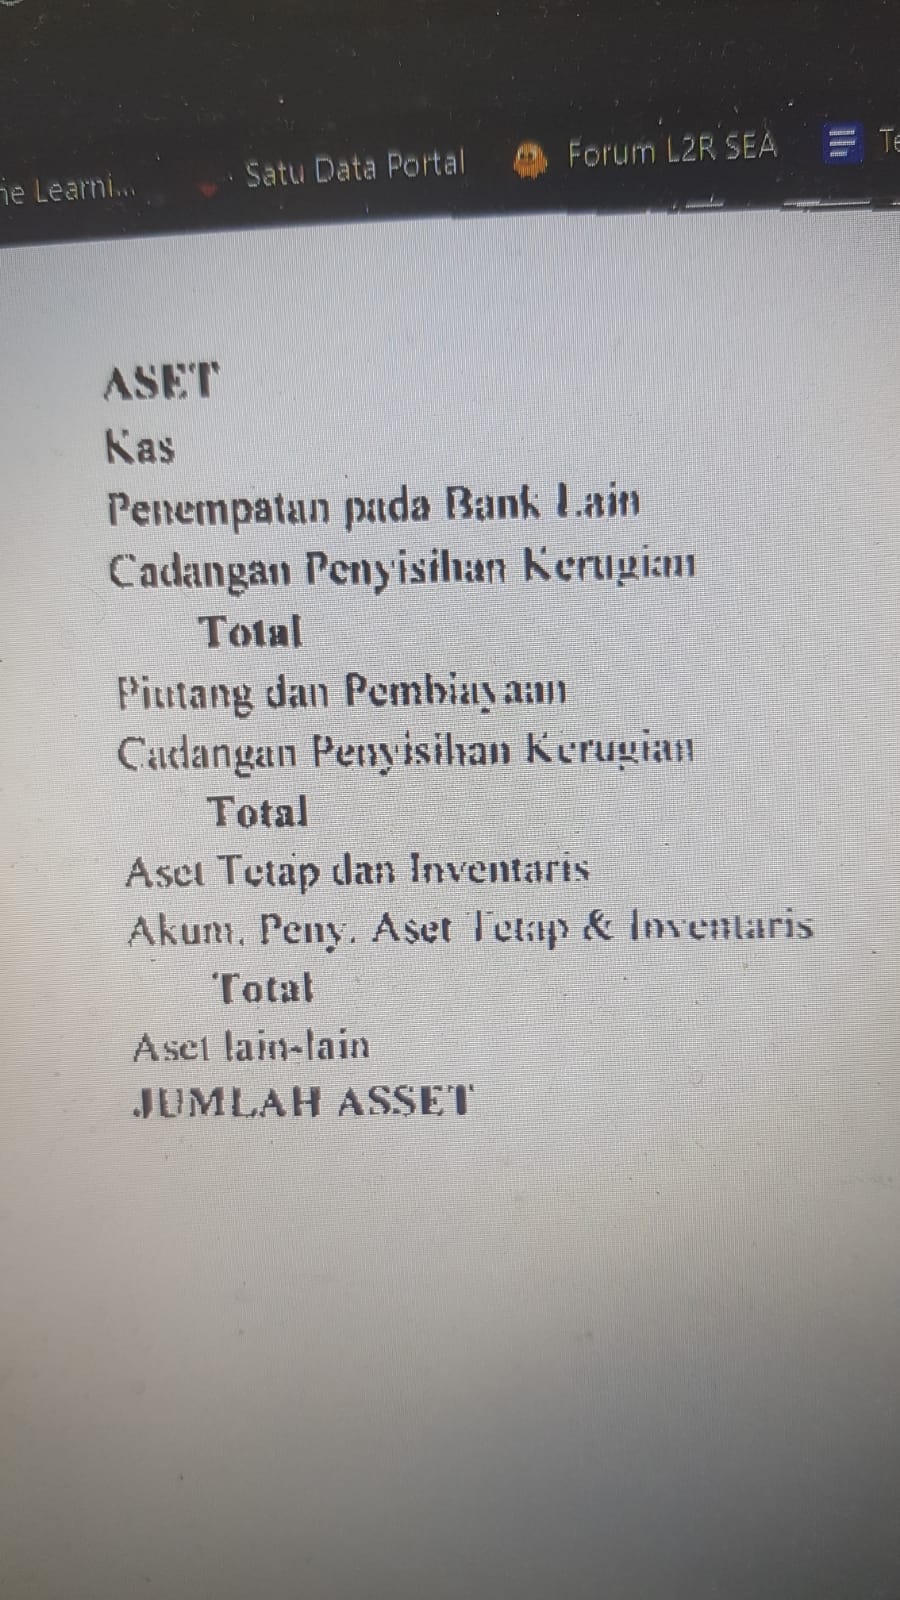 ie Learni...
Satu Data Portal
Forum L2R SEA
Te
ASET
Kas
Penempatan pada Bank Lain
Cadangan Penyisihan Kerugian
Total
Piutang dan Pembiayaan
Cadangan Penyisihan Kerugian
Total
Aset Tetap dan Inventaris
Akum. Peny. Aset Tetap & Inventaris
Total
Aset lain-lain
JUMLAH ASSET